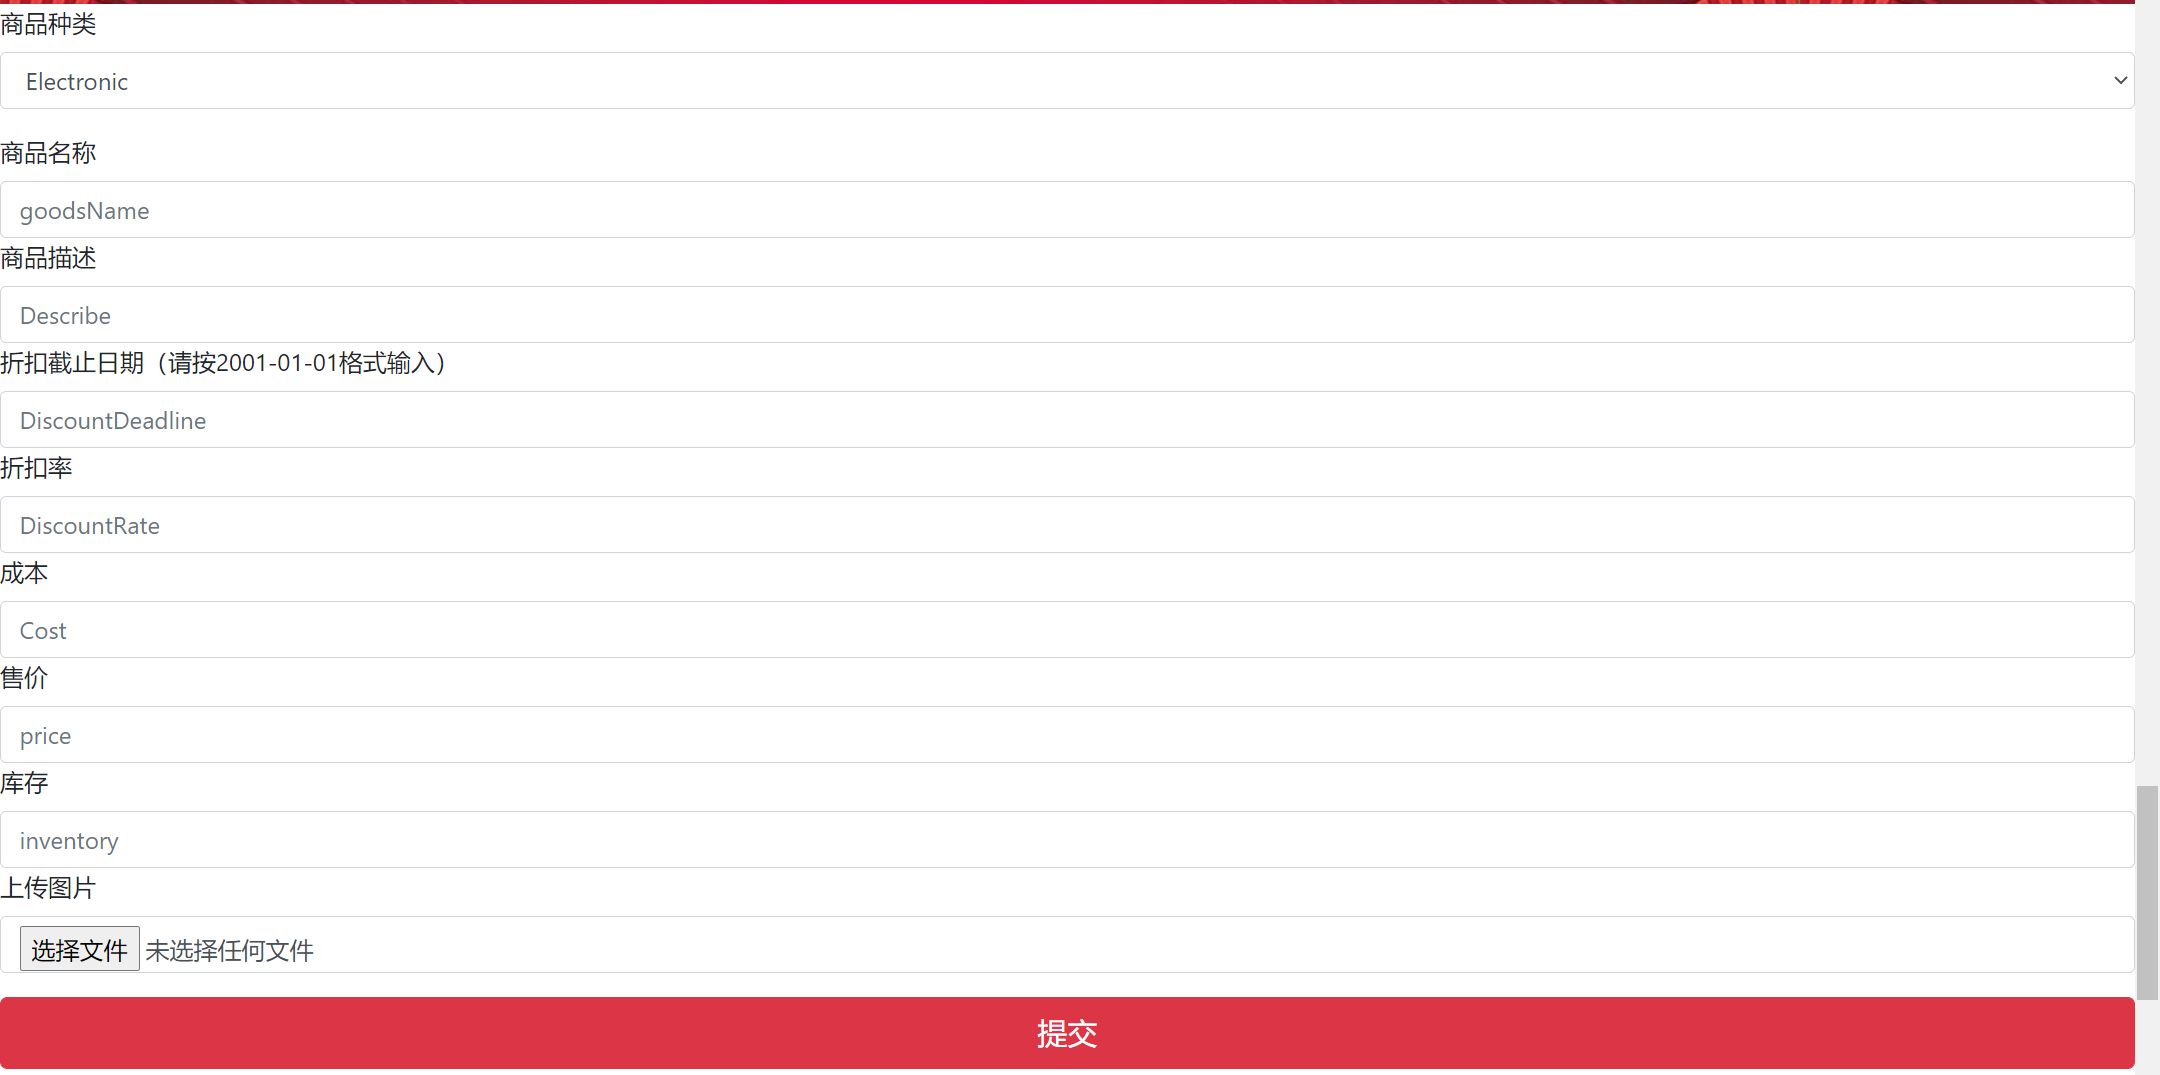 商品种类
Electronic
商品名称
goodsName
商品描述
Describe
折扣截止日期（请按2001-01-01格式输入）
DiscountDeadline
折扣率
DiscountRate
成本
Cost
售价
price
库存
inventory
上传图片
选择文件 未选择任何文件
提交